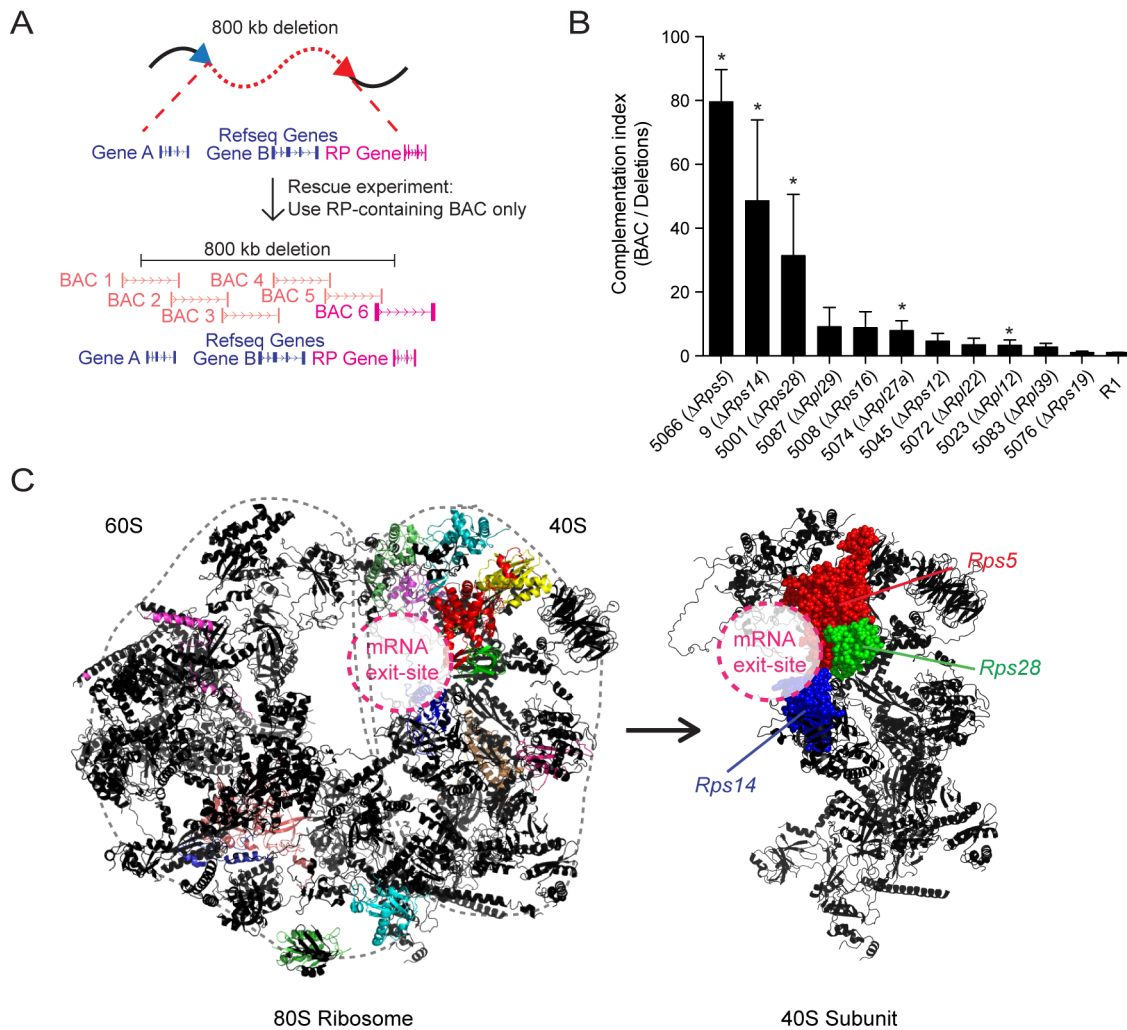 A
800 kb deletion
Refseq Genes
Gene A
Gene B
RP Gene
Rescue experiment:
Use RP-containing BAC only
800 kb deletion
BAC 1
BAC 4
BAC 2
BAC 5
BAC 3
BAC 6
Refseq Genes
Gene A
Gene B
RP Gene
B
Complementation index
(BAC / Deletions)
100
80
60
40
20
0
* * * * *
5066 (ΔRps5)
9 (ΔRps14)
5001 (ΔRps28)
5087 (ΔRpl29)
5008 (ΔRps16)
5074 (ΔRpl27a)
5045 (ΔRps12)
5072 (ΔRpl22)
5023 (ΔRpl12)
5083 (ΔRpl39)
5076 (ΔRps19)
R1
C
60S
40S
mRNA
exit-site
80S Ribosome
Rps5
mRNA
exit-site
Rps28
Rps14
40S Subunit